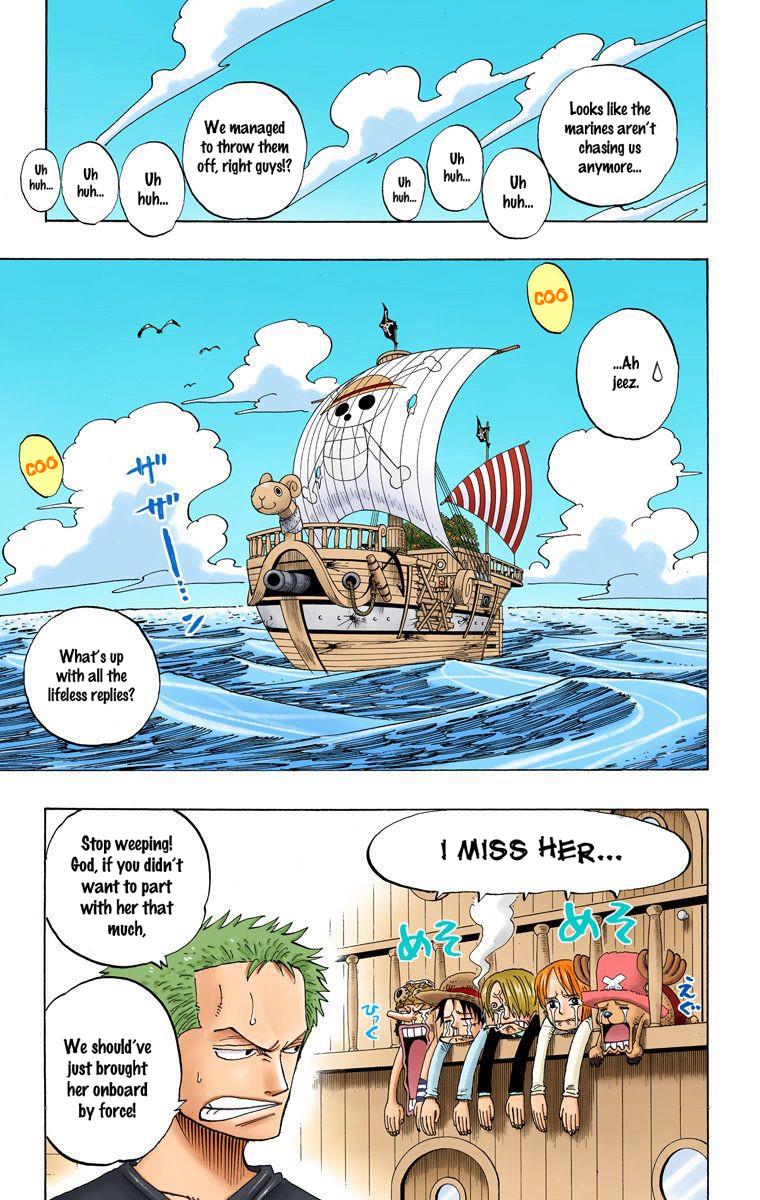 Looks like the
marines aren't
chasing us
anymore...
Uh
huh...
Uh
huh...
Uh
huh...
We managed
to throw them
off, right guys!?
Uh
huh...
Uh
huh...
Uh
huh...
COO
...Ah
jeez.
COO
ザザーー...ン
What's up
with all the
lifeless replies?
I MISS HER...
めそ
めそ
ひっく
えぐ
Stop weeping!
God, if you didn't
want to part
with her that
much,
We should've
just brought
her onboard
by force!